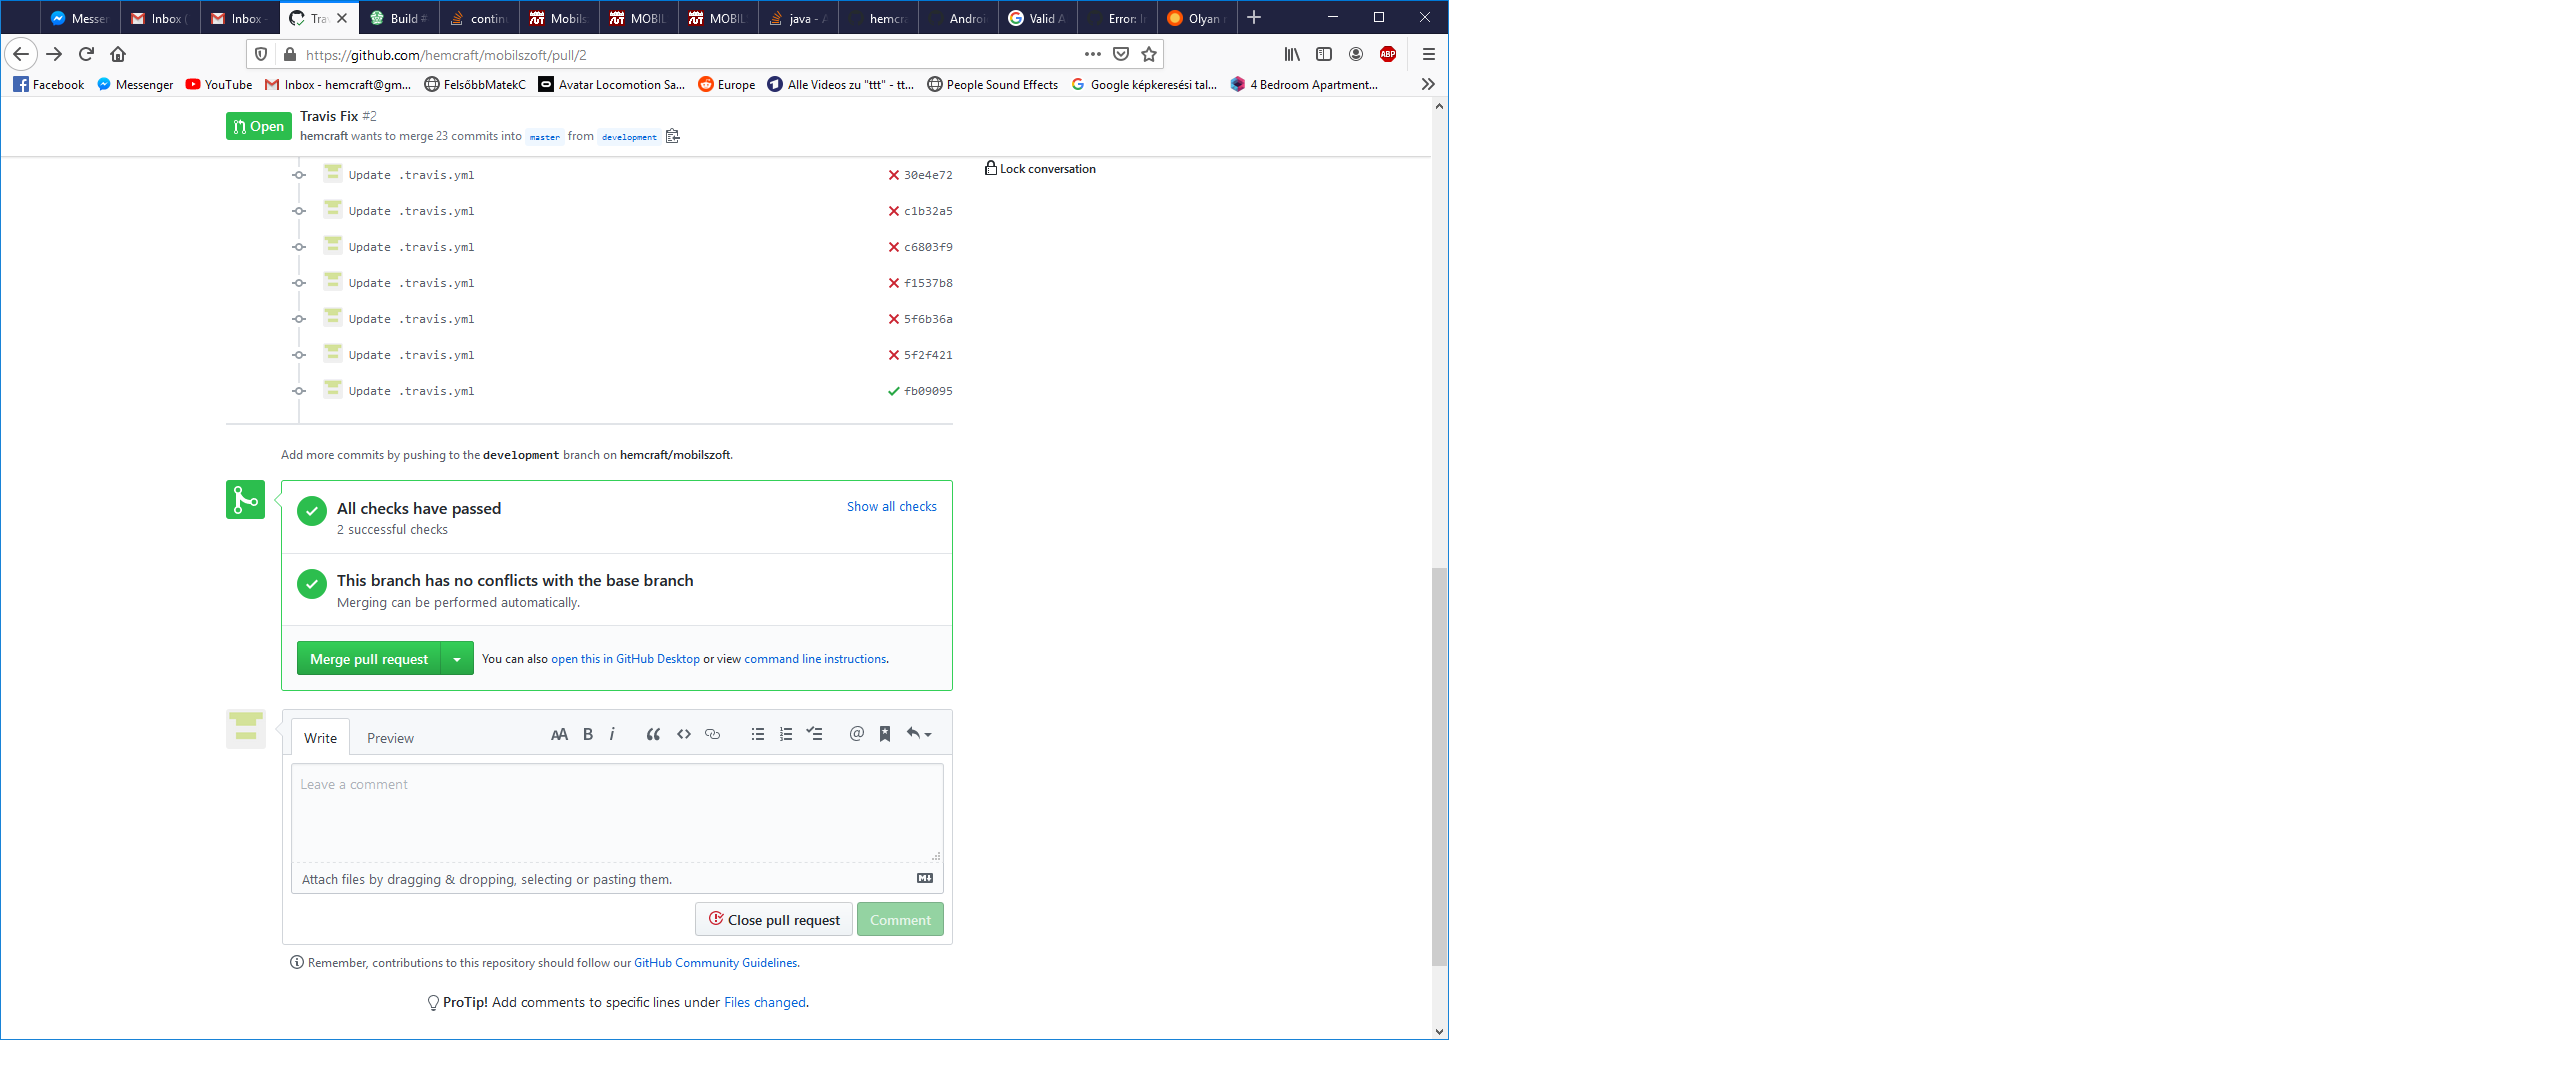 Messen Inbox ( Inbox - Trav Build # contin Mobils MOBIL MOBIL java - A hemcra Androi Valid A Error: I Olyan
https://github.com/hemcraft/mobilszoft/pull/2
Facebook Messenger YouTube Inbox - hemcraft@gm... FelsőbbMatekC Avatar Locomotion Sa... Europe Alle Videos zu "ttt" - tt... People Sound Effects Google képkeresési tal... 4 Bedroom Apartment...
Open
Travis Fix #2
hemcraft wants to merge 23 commits into master from development
Update .travis.yml 30e4e72
Lock conversation
Update .travis.yml c1b32a5
Update .travis.yml c6803f9
Update .travis.yml f1537b8
Update .travis.yml 5f6b36a
Update .travis.yml 5f2f421
Update .travis.yml fb09095
Add more commits by pushing to the development branch on hemcraft/mobilszoft.
All checks have passed Show all checks
2 successful checks
This branch has no conflicts with the base branch
Merging can be performed automatically.
Merge pull request You can also open this in GitHub Desktop or view command line instructions.
Write Preview
Leave a comment
Attach files by dragging & dropping, selecting or pasting them.
Close pull request Comment
Remember, contributions to this repository should follow our GitHub Community Guidelines.
ProTip! Add comments to specific lines under Files changed.